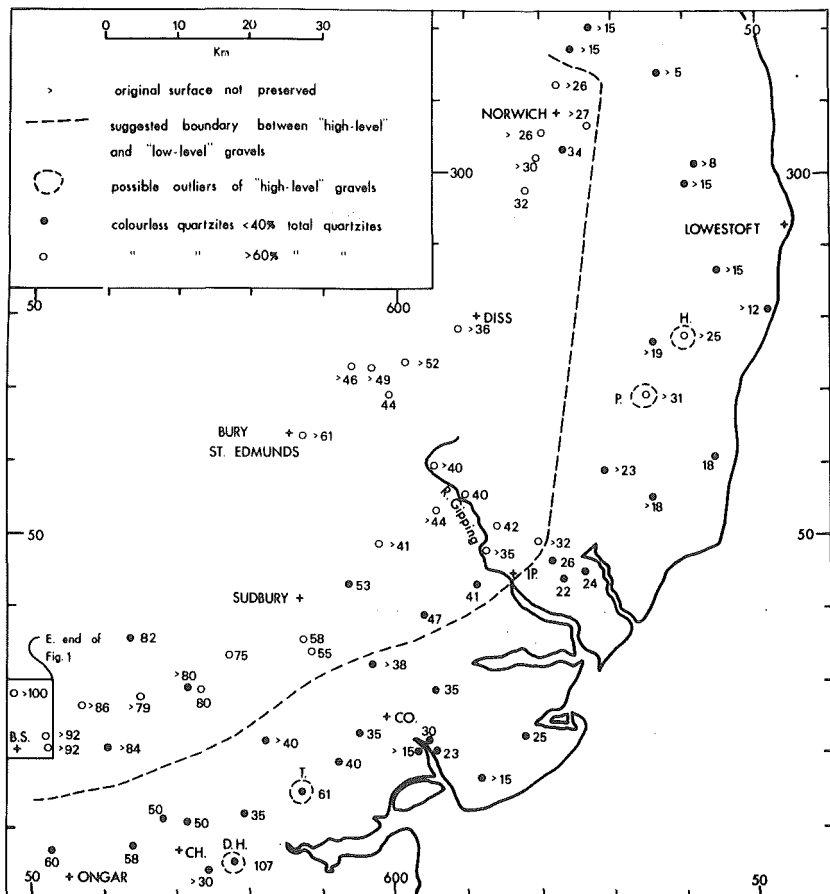 0 10 20 30
Km
> original surface not preserved
suggested boundary between "high-level"
and "low-level" gravels
possible outliers of "high-level" gravels
colourless quartzites <40% total quartzites
" " >60% " "
50
600
50
300
50
50
600
>15
>15
>5
>26
NORWICH
>27
>26
34
>30
32
>8
>15
LOWESTOFT
>15
>12
H.
>25
>19
P.
>31
DISS
>36
>52
>46
>49
44
BURY
ST. EDMUNDS
>61
>40
40
R. Gipping
>44
42
>41
>35
>32
26
IP.
22
24
>23
18
>18
53
41
SUDBURY
47
E. end of
Fig. 1
82
58
55
75
>38
>80
80
>100
>86
>79
35
B.S.
>92
>92
>84
>40
35
CO.
30
25
>15
23
40
>15
T.
61
50
50
35
CH.
D.H.
107
60
58
>30
ONGAR